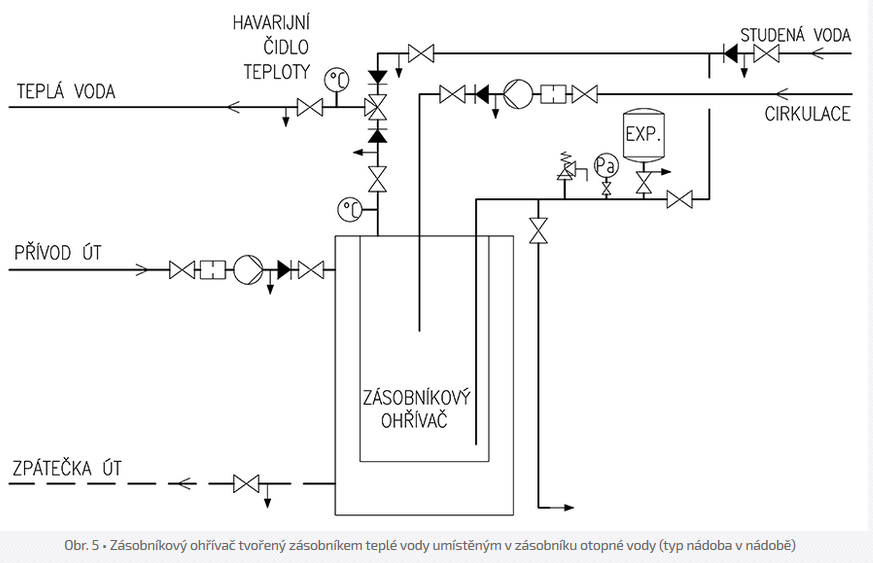 HAVARIJNÍ
ČIDLO
TEPLOTY
°C
STUDENÁ VODA
TEPLÁ VODA
CIRKULACE
EXP.
Pa
°C
PŘÍVOD ÚT
ZÁSOBNÍKOVÝ
OHŘÍVAČ
ZPÁTEČKA ÚT
Obr. 5 • Zásobníkový ohřívač tvořený zásobníkem teplé vody umístěným v zásobníku otopné vody (typ nádoba v nádobě)